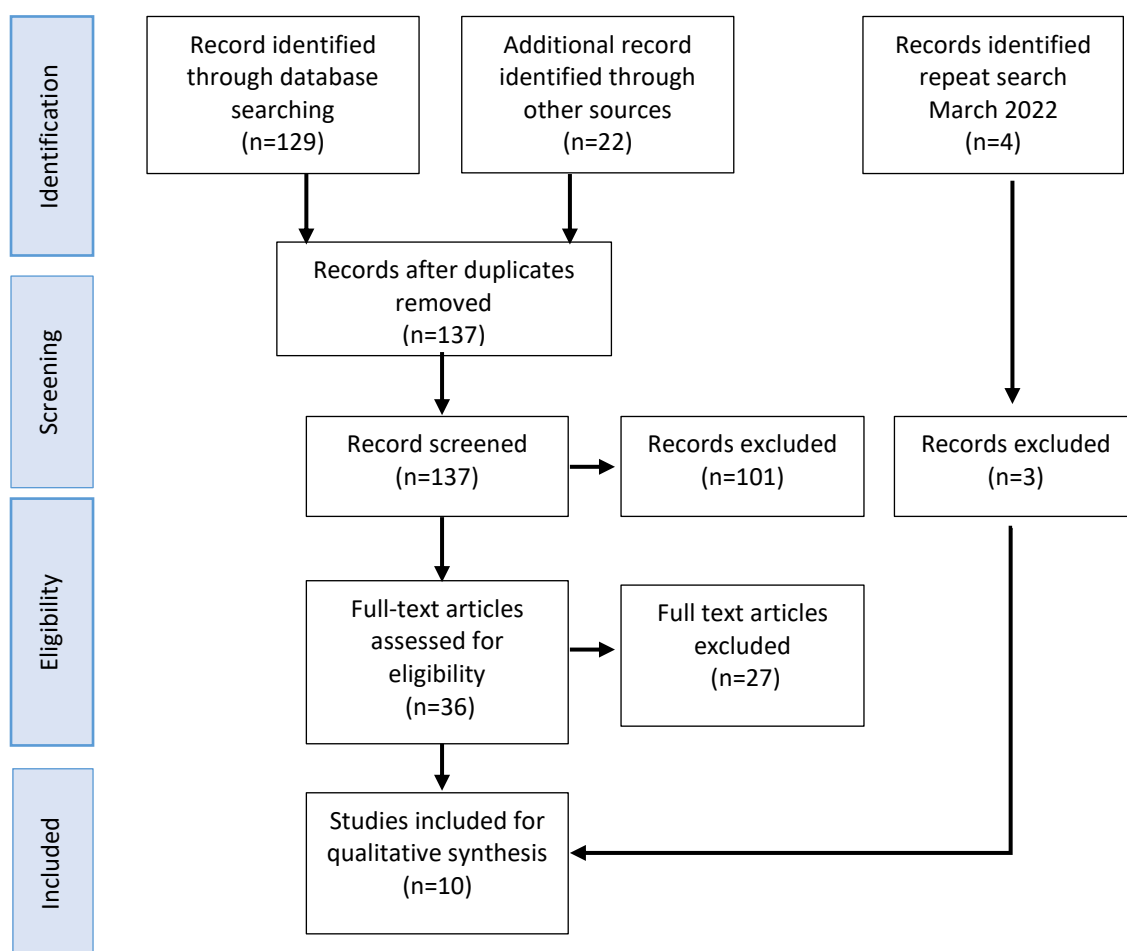 Identification
Record identified
through database
searching
(n=129)
Additional record
identified through
other sources
(n=22)
Records identified
repeat search
March 2022
(n=4)
Records after duplicates
removed
(n=137)
Screening
Record screened
(n=137)
Records excluded
(n=101)
Records excluded
(n=3)
Eligibility
Full-text articles
assessed for
eligibility
(n=36)
Full text articles
excluded
(n=27)
Included
Studies included for
qualitative synthesis
(n=10)